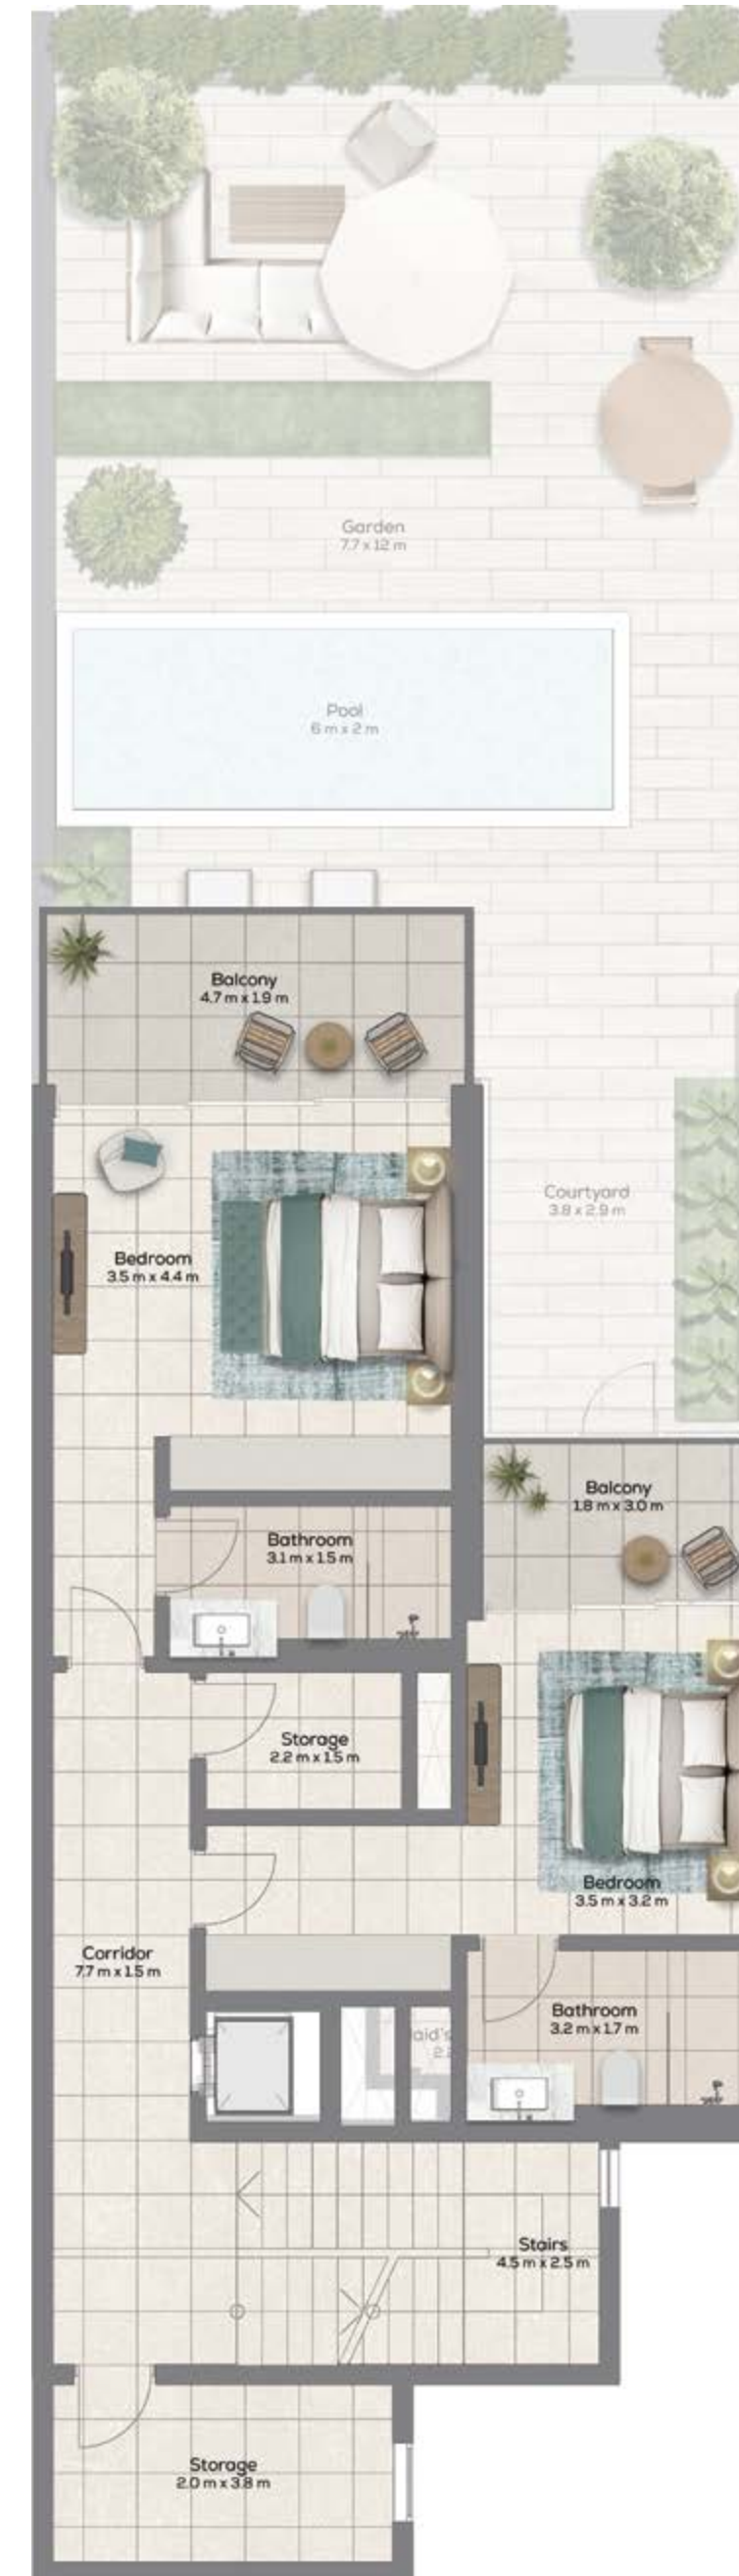 Garden
7.7 x 12 m
Pool
6 m x 2 m
Balcony
4.7 m x 1.9 m
Courtyard
3.8 x 2.9 m
Bedroom
3.5 m x 4.4 m
Balcony
1.8 m x 3.0 m
Bathroom
3.1 m x 1.5 m
Storage
2.2 m x 1.5 m
Bedroom
3.5 m x 3.2 m
Corridor
7.7 m x 1.5 m
Bathroom
3.2 m x 1.7 m
aid's
Stairs
4.5 m x 2.5 m
Storage
2.0 m x 3.8 m